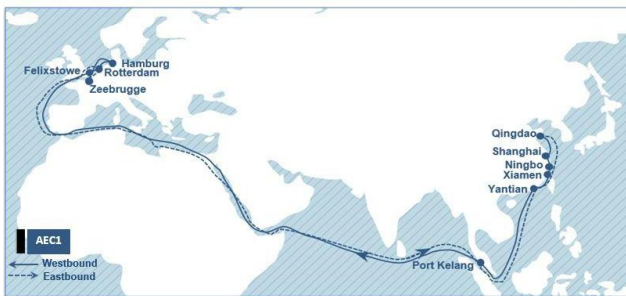 Hamburg
Felixstowe
Rotterdam
Zeebrugge
Qingdao
Shanghai
Ningbo
Xiamen
Yantian
Port Kelang
AEC1
Westbound
Eastbound